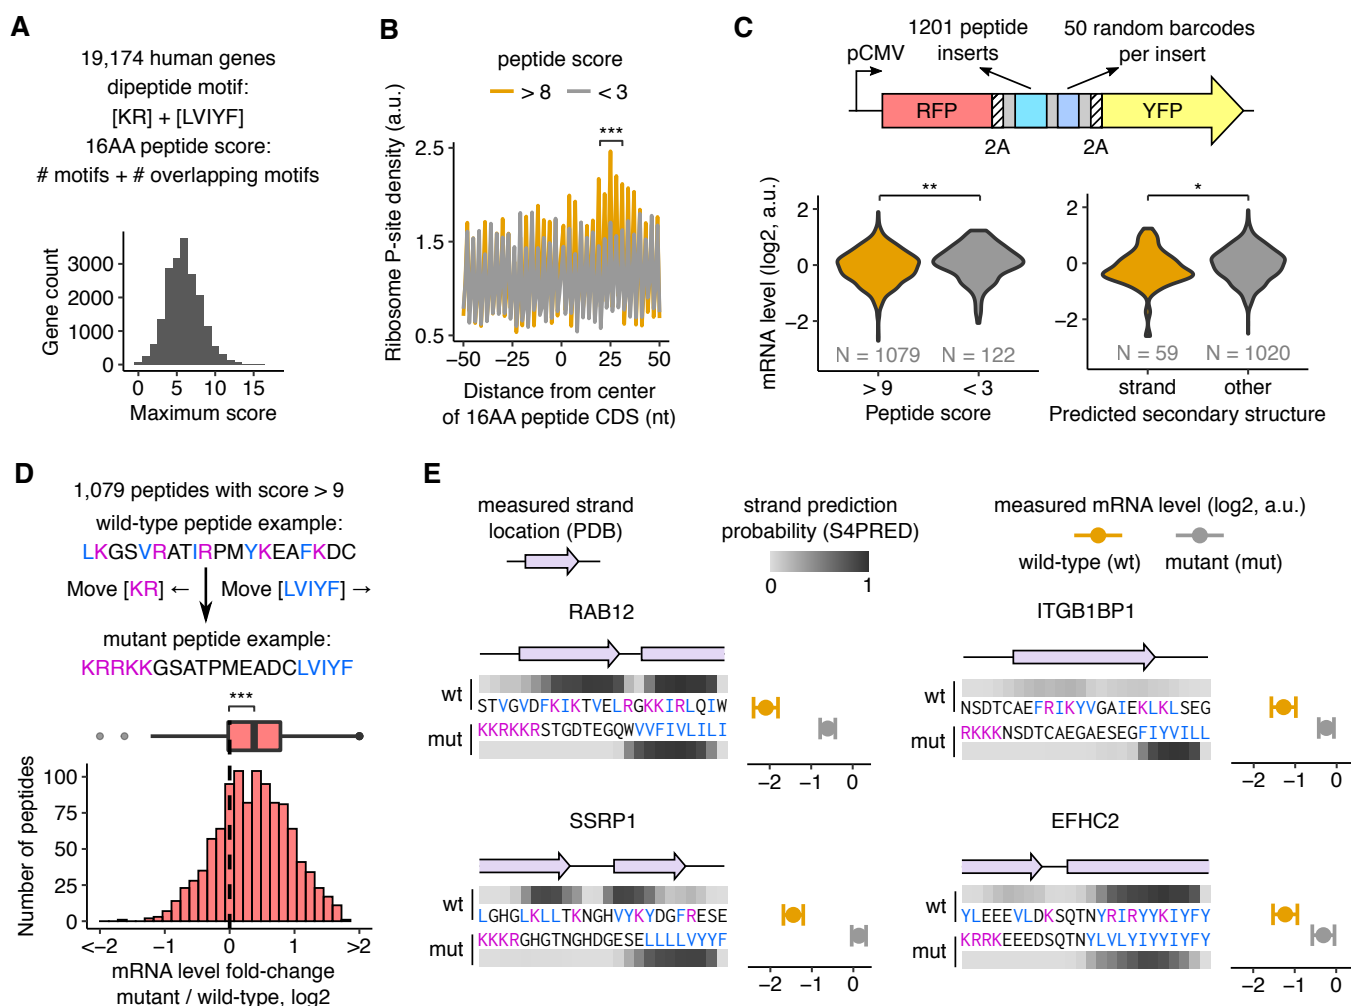 A
19,174 human genes
dipeptide motif:
[KR] + [LVIYF]
16AA peptide score:
# motifs + # overlapping motifs
Gene count
3000
2000
1000
0
0 5 10 15
Maximum score
B
peptide score
> 8 < 3
***
Ribosome P-site density (a.u.)
2.5
1.5
0.5
−50 −25 0 25 50
Distance from center
of 16AA peptide CDS (nt)
C
1201 peptide
inserts
50 random barcodes
per insert
pCMV
RFP
YFP
2A 2A
mRNA level (log2, a.u.)
2
0
−2
**
N = 1079 N = 122
> 9 < 3
Peptide score
2
0
−2
*
N = 59 N = 1020
strand other
Predicted secondary structure
D
1,079 peptides with score > 9
wild-type peptide example:
LKGSVRATIRPMYKEAFKDC
Move [KR] ← Move [LVIYF] →
mutant peptide example:
KRRKKGSATPMEADCLVIYF
***
Number of peptides
100
75
50
25
0
<−2 −1 0 1 >2
mRNA level fold-change
mutant / wild-type, log2
E
measured strand
location (PDB)
strand prediction
probability (S4PRED)
0 1
measured mRNA level (log2, a.u.)
wild-type (wt) mutant (mut)
RAB12
wt
STVGVDFKIKTVELRGKKIRLQIW
mut
KKRKKRSTGDTEGQWVVFIVLILI
−2 −1 0
ITGB1BP1
wt
NSDTCAEFRIKYVGAIEKLKLSEG
mut
RKKKNSDTCAEGAESEGFIYVILL
−2 −1 0
SSRP1
wt
LGHGLKLLTKNGHVYKYDGFRESE
mut
KKKRGHGTNGHDGESELLLLVYYF
−2 −1 0
EFHC2
wt
YLEEEVLDKSQTNYRIRYYKIYFY
mut
KRRKEEEDSQTNYLVLYIYYIYFY
−2 −1 0